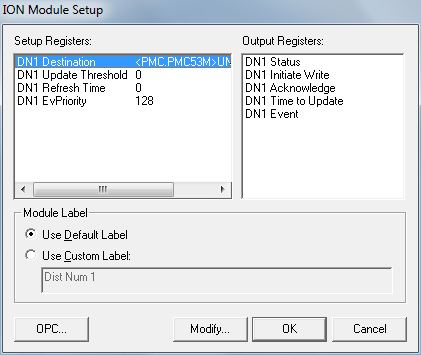 ION Module Setup
Setup Registers:
DN1 Destination <PMC.PMC53M>UN
DN1 Update Threshold 0
DN1 Refresh Time 0
DN1 EvPriority 128
Output Registers:
DN1 Status
DN1 Initiate Write
DN1 Acknowledge
DN1 Time to Update
DN1 Event
Module Label
Use Default Label
Use Custom Label:
Dist Num 1
OPC...
Modify...
OK
Cancel